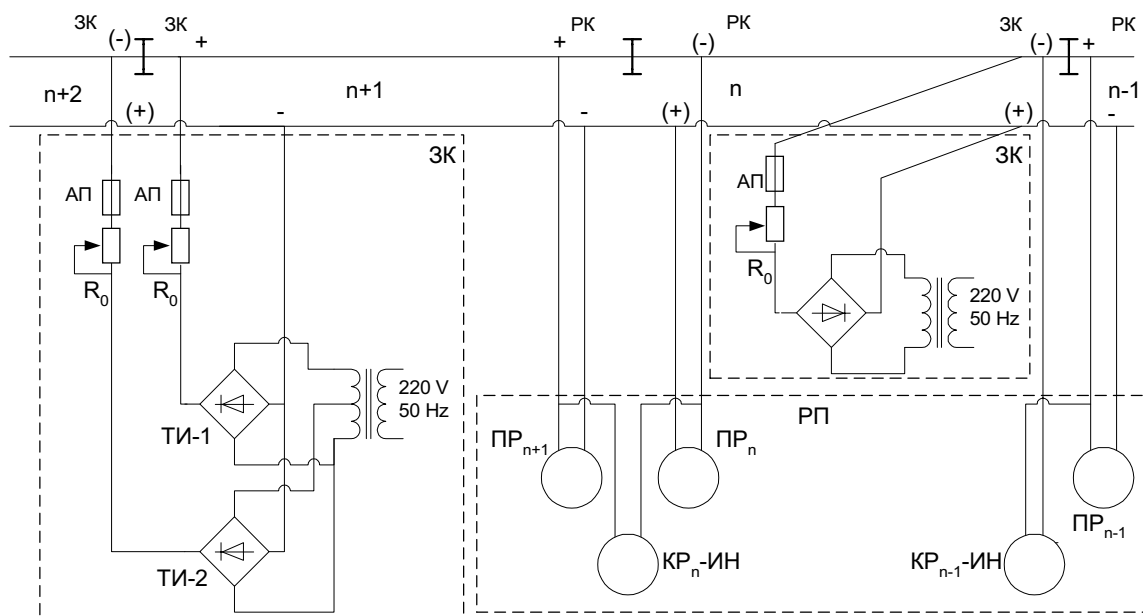 ЗК ЗК РК РК ЗК РК
(-) + + (-) (-) +
n+2 n+1 n n-1
(+) - - (+) (+) -
ЗК ЗК
АП АП АП
R₀ R₀ R₀
220 V
50 Hz
220 V
50 Hz
РП
ТИ-1
ПРₙ₊₁ ПРₙ
ПРₙ₋₁
ТИ-2 КРₙ-ИН КРₙ₋₁-ИН